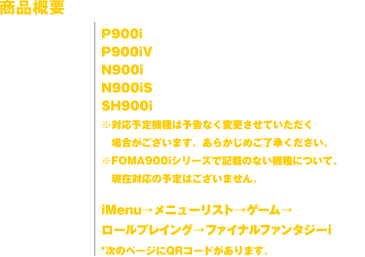 商品概要
P900i
P900iV
N900i
N900iS
SH900i
※対応予定機種は予告なく変更させていただく
場合がございます。あらかじめご了承ください。
※FOMA900iシリーズで記載のない機種について、
現在対応の予定はございません。
iMenu→メニューリスト→ゲーム→
ロールプレイング→ファイナルファンタジーi
*次のページにQRコードがあります。